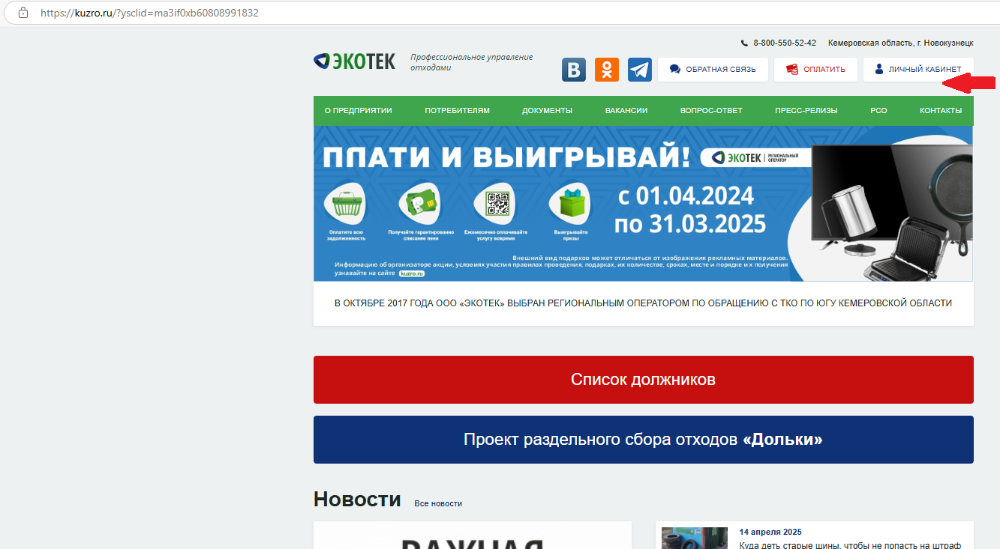 https://kuzro.ru/?ysclid=ma3if0xb60808991832
8-800-550-52-42 Кемеровская область, г. Новокузнецк
ЭКОТЕК
Профессиональное управление
отходами
В
ОБРАТНАЯ СВЯЗЬ
ОПЛАТИТЬ
ЛИЧНЫЙ КАБИНЕТ
О ПРЕДПРИЯТИИ ПОТРЕБИТЕЛЯМ ДОКУМЕНТЫ ВАКАНСИИ ВОПРОС-ОТВЕТ ПРЕСС-РЕЛИЗЫ РСО КОНТАКТЫ
ПЛАТИ И ВЫИГРЫВАЙ!
ЭКОТЕК
РЕГИОНАЛЬНЫЙ
ОПЕРАТОР
с 01.04.2024
по 31.03.2025
Оплатите всю
задолженность
Получайте гарантированно
списание пени
Ежемесячно оплачивайте
услугу вовремя
Выигрывайте
призы
Внешний вид подарков может отличаться от изображения рекламных материалов.
Информацию об организаторе акции, условиях участия правилах проведения, подарках, их количестве, сроках, месте и порядке и х получения
узнавайте на сайте kuzro.ru
В ОКТЯБРЕ 2017 ГОДА ООО «ЭКОТЕК» ВЫБРАН РЕГИОНАЛЬНЫМ ОПЕРАТОРОМ ПО ОБРАЩЕНИЮ С ТКО ПО ЮГУ КЕМЕРОВСКОЙ ОБЛАСТИ
Список должников
Проект раздельного сбора отходов «Дольки»
Новости Все новости
ВАЖНАЯ
14 апреля 2025
Куда деть старые шины, чтобы не попасть на штраф